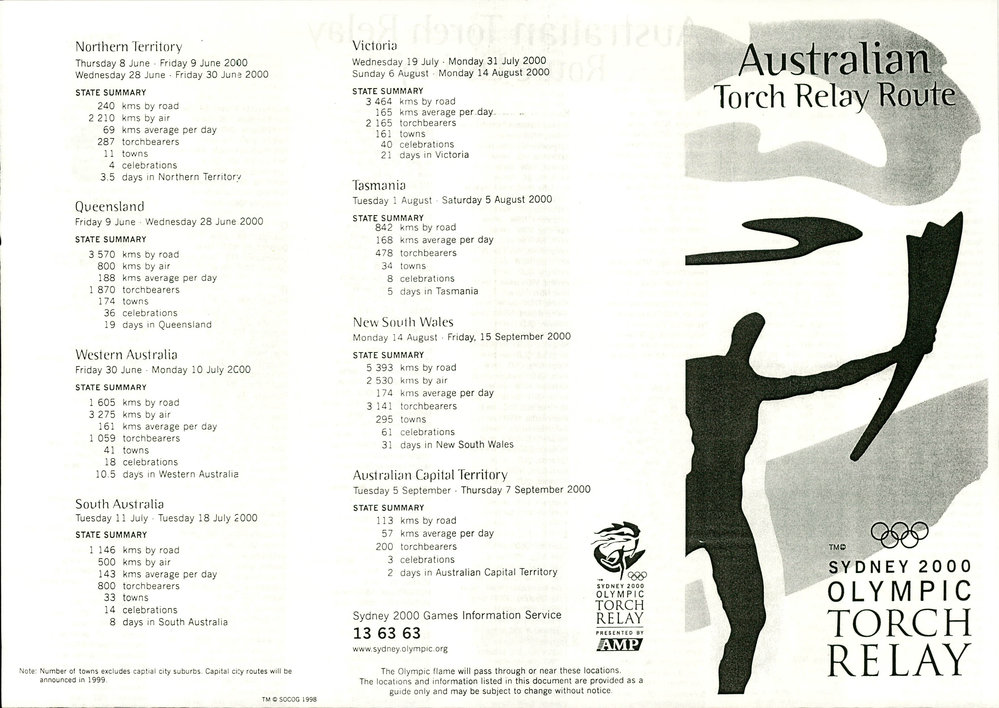 Northern Territory
Thursday 8 June - Friday 9 June 2000
Wednesday 28 June - Friday 30 June 2000
STATE SUMMARY
240 kms by road
2 210 kms by air
69 kms average per day
287 torchbearers
11 towns
4 celebrations
3.5 days in Northern Territory
Queensland
Friday 9 June - Wednesday 28 June 2000
STATE SUMMARY
3 570 kms by road
800 kms by air
188 kms average per day
1 870 torchbearers
174 towns
36 celebrations
19 days in Queensland
Western Australia
Friday 30 June - Monday 10 July 2000
STATE SUMMARY
1 605 kms by road
3 275 kms by air
161 kms average per day
1 059 torchbearers
41 towns
18 celebrations
10.5 days in Western Australia
South Australia
Tuesday 11 July - Tuesday 18 July 2000
STATE SUMMARY
1 146 kms by road
500 kms by air
143 kms average per day
800 torchbearers
33 towns
14 celebrations
8 days in South Australia
Note: Number of towns excludes captial city suburbs. Capital city routes will be
announced in 1999.
TM © SOCOG 1998
Victoria
Wednesday 19 July - Monday 31 July 2000
Sunday 6 August - Monday 14 August 2000
STATE SUMMARY
3 464 kms by road
165 kms average per day
2 165 torchbearers
161 towns
40 celebrations
21 days in Victoria
Tasmania
Tuesday 1 August - Saturday 5 August 2000
STATE SUMMARY
842 kms by road
168 kms average per day
478 torchbearers
34 towns
8 celebrations
5 days in Tasmania
New South Wales
Monday 14 August - Friday, 15 September 2000
STATE SUMMARY
5 393 kms by road
2 530 kms by air
174 kms average per day
3 141 torchbearers
295 towns
61 celebrations
31 days in New South Wales
Australian Capital Territory
Tuesday 5 September - Thursday 7 September 2000
STATE SUMMARY
113 kms by road
57 kms average per day
200 torchbearers
3 celebrations
2 days in Australian Capital Territory
Sydney 2000 Games Information Service
13 63 63
www.sydney.olympic.org
The Olympic flame will pass through or near these locations.
The locations and information listed in this document are provided as a
guide only and may be subject to change without notice.
TM
SYDNEY 2000
OLYMPIC
TORCH
RELAY
PRESENTED BY
AMP
Australian
Torch Relay Route
TM©
SYDNEY 2000
OLYMPIC
TORCH
RELAY